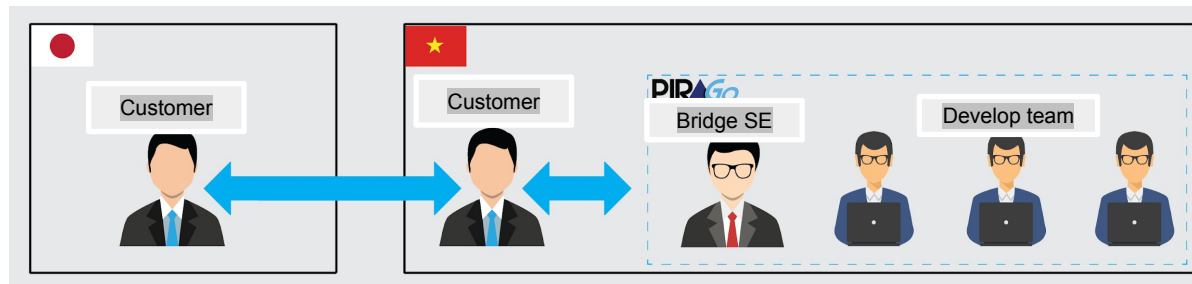 Customer
Customer
PIRAGO
Bridge SE
Develop team